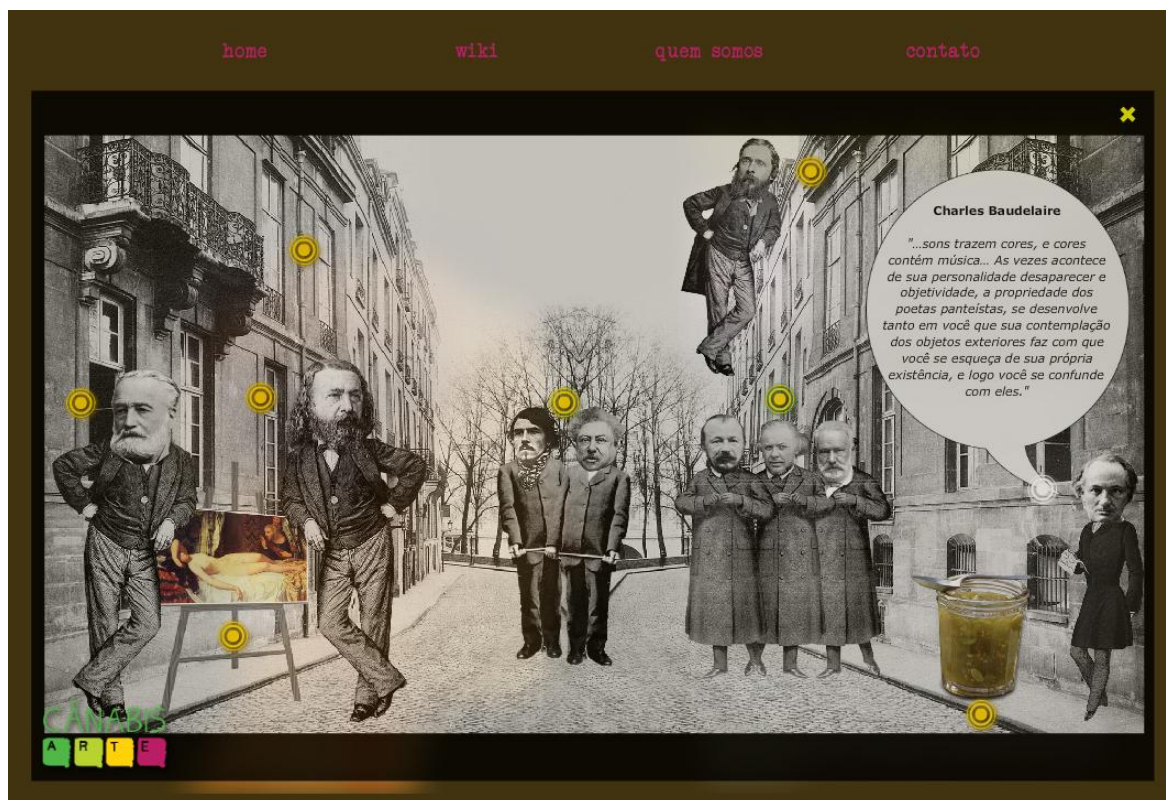 home wiki quem somos contato
Charles Baudelaire
"...sons trazem cores, e cores
contém música... As vezes acontece
de sua personalidade desaparecer e
objetividade, a propriedade dos
poetas panteístas, se desenvolve
tanto em você que sua contemplação
dos objetos exteriores faz com que
você se esqueça de sua própria
existência, e logo você se confunde
com eles."
CÂNABIS
ARTE